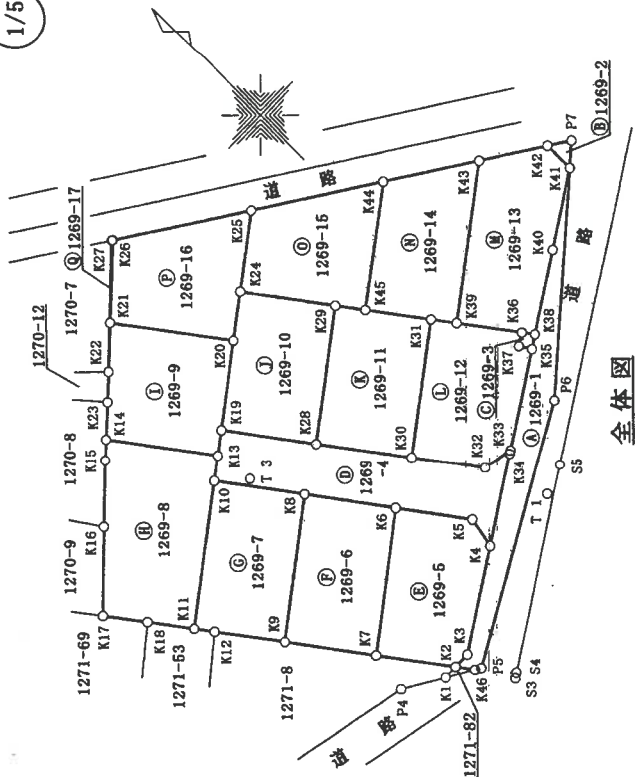 1/5
1270-12
1270-7
Ⓠ1269-17
1270-8
1270-9
1271-69
1271-53
1271-8
1271-82
K27
K26
K21
K22
K23
K14
K15
K16
K17
K18
K11
K12
K9
K7
K2
K3
K1
K46
P4
P5
S3
S4
K25
K24
K20
K19
K13
K10
T 3
K8
K6
K5
K4
K28
K29
K30
K31
K32
K33
K34
K44
K45
K43
K39
K36
K37
K38
K35
K40
K41
K42
P7
P6
S5
T 1
Ⓟ
1269-16
Ⓞ
1269-15
Ⓝ
1269-14
Ⓜ
1269-13
Ⓘ
1269-9
Ⓙ
1269-10
Ⓚ
1269-11
Ⓛ
1269-12
Ⓗ
1269-8
Ⓖ
1269-7
Ⓕ
1269-6
Ⓔ
1269-5
Ⓓ
1269
-4
Ⓒ1269-3
Ⓐ1269-1
Ⓑ1269-2
道路
道路
道路
全体図